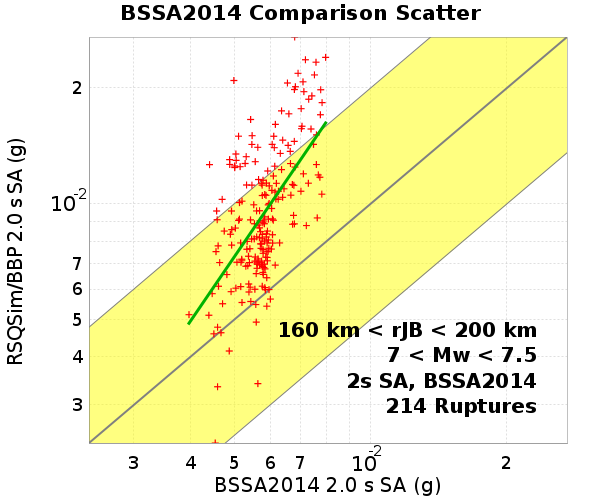 BSSA2014 Comparison Scatter
RSQSim/BBP 2.0 s SA (g)
2
10-2
7
6
5
4
3
160 km < rJB < 200 km
7 < Mw < 7.5
2s SA, BSSA2014
214 Ruptures
3 4 5 6 7 10-2 2
BSSA2014 2.0 s SA (g)